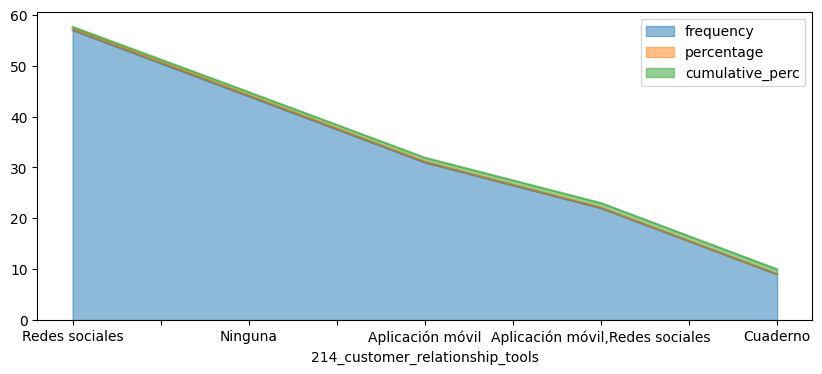 60
50
40
30
20
10
0
frequency
percentage
cumulative_perc
Redes sociales Ninguna Aplicación móvil Aplicación móvil,Redes sociales Cuaderno
214_customer_relationship_tools